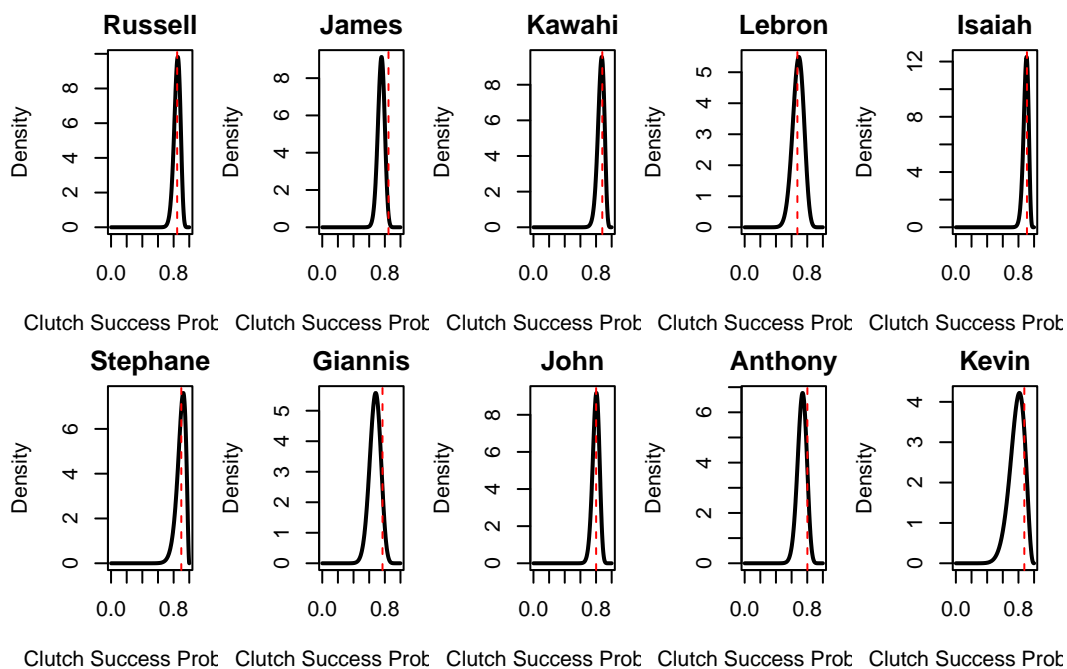 Russell
James
Kawahi
Lebron
Isaiah
Density
0 2 4 6 8
0.0 0.8
Clutch Success Prob
Density
0 2 4 6 8
0.0 0.8
Clutch Success Prob
Density
0 2 4 6 8
0.0 0.8
Clutch Success Prob
Density
0 1 2 3 4 5
0.0 0.8
Clutch Success Prob
Density
0 4 8 12
0.0 0.8
Clutch Success Prob
Stephane
Giannis
John
Anthony
Kevin
Density
0 2 4 6
0.0 0.8
Clutch Success Prob
Density
0 1 2 3 4 5
0.0 0.8
Clutch Success Prob
Density
0 2 4 6 8
0.0 0.8
Clutch Success Prob
Density
0 2 4 6
0.0 0.8
Clutch Success Prob
Density
0 1 2 3 4
0.0 0.8
Clutch Success Prob